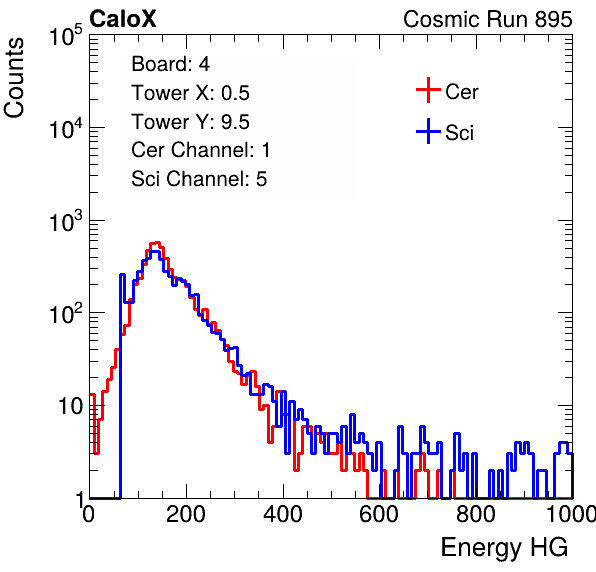 CaloX Cosmic Run 895
Counts
10^5
10^4
10^3
10^2
10
1
Board: 4
Tower X: 0.5
Tower Y: 9.5
Cer Channel: 1
Sci Channel: 5
Cer
Sci
0 200 400 600 800 1000
Energy HG